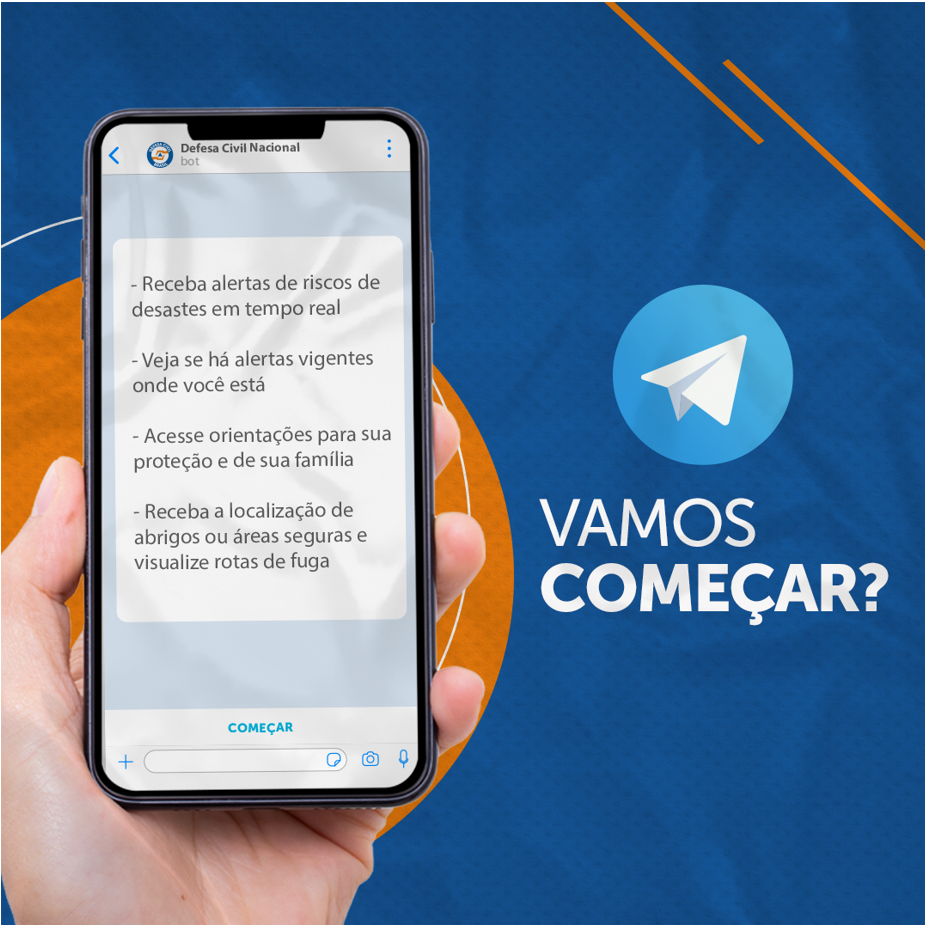 Defesa Civil Nacional
bot
- Receba alertas de riscos de
desastes em tempo real
- Veja se há alertas vigentes
onde você está
- Acesse orientações para sua
proteção e de sua família
- Receba a localização de
abrigos ou áreas seguras e
visualize rotas de fuga
COMEÇAR
VAMOS
COMEÇAR?